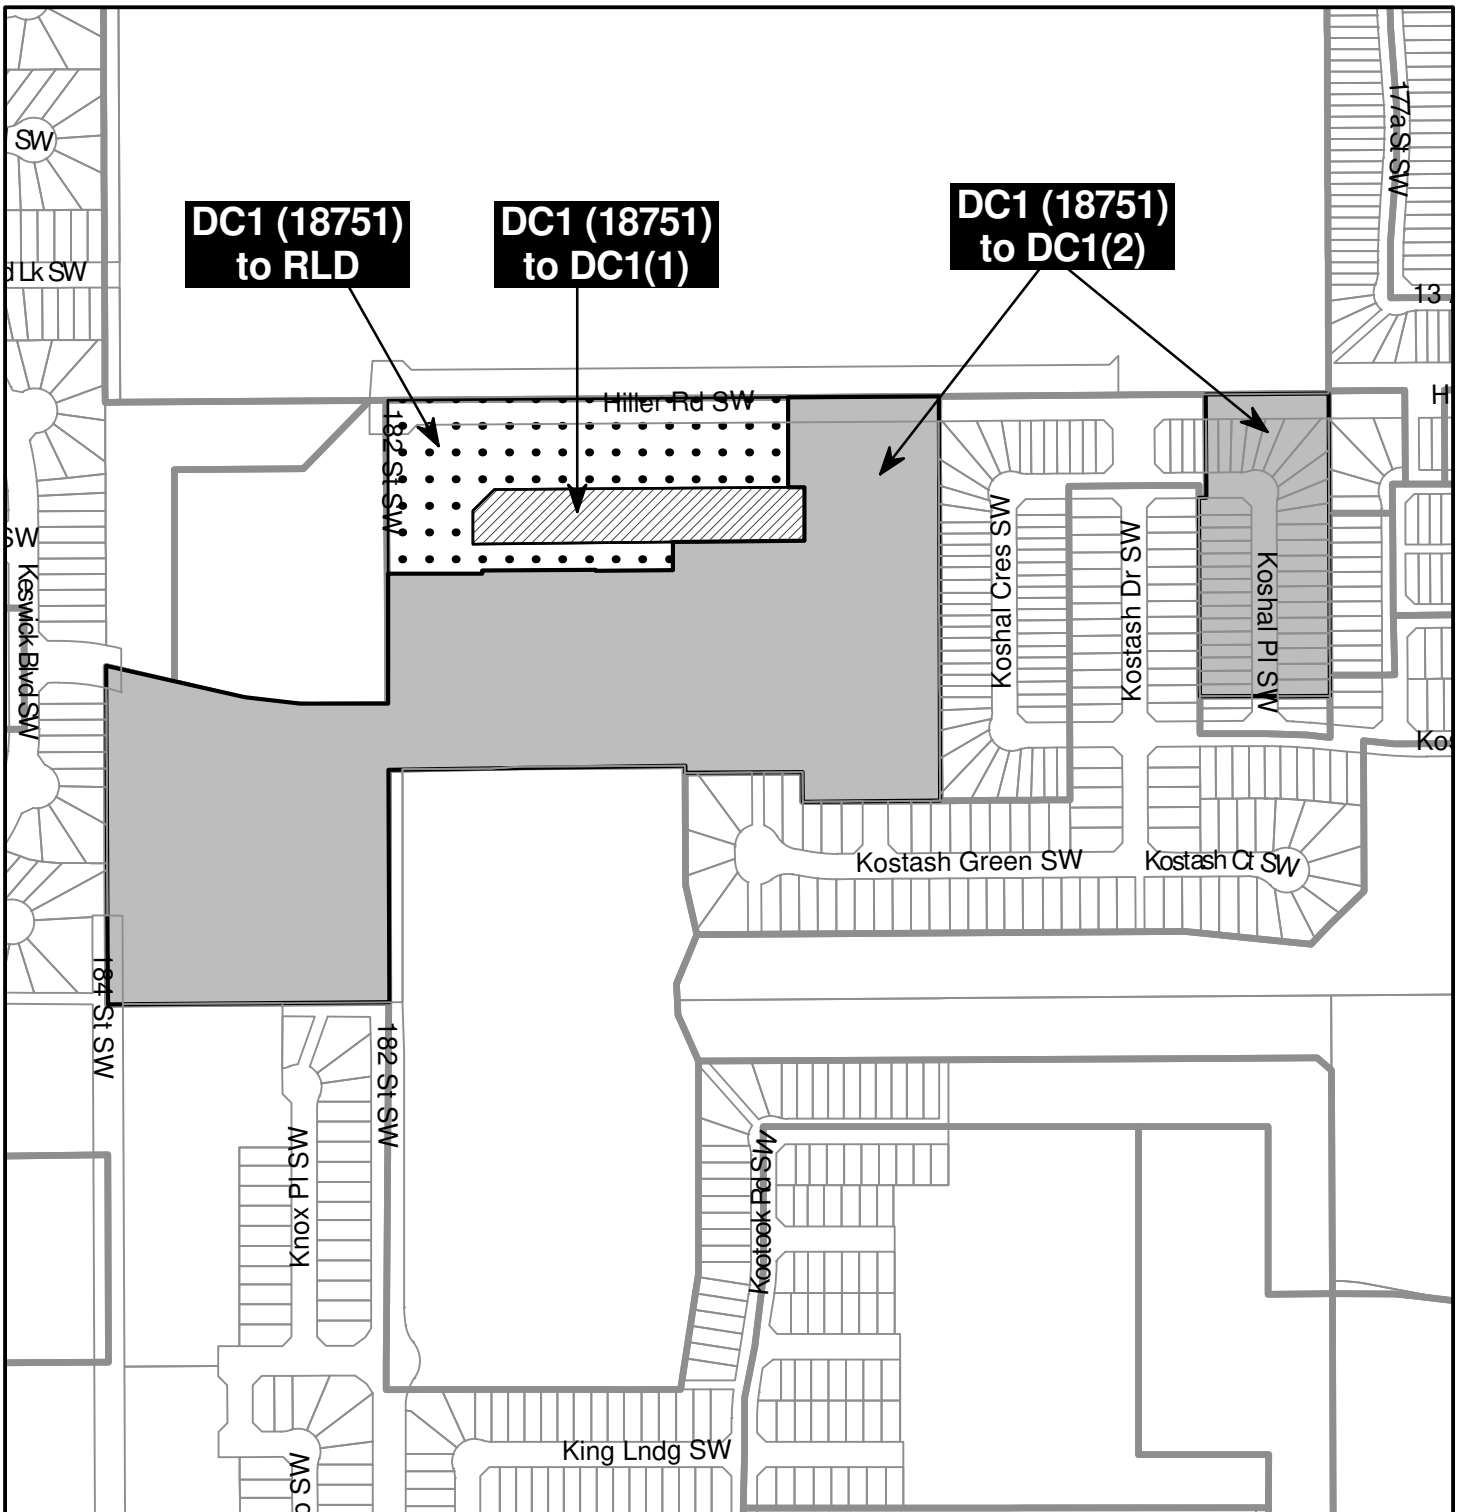 SW
177a St SW
DC1 (18751)
to RLD
DC1 (18751)
to DC1(1)
DC1 (18751)
to DC1(2)
d Lk SW
13
Hiller Rd SW
H
182 St SW
SW
Keswick Blvd SW
Koshal Cres SW
Kostash Dr SW
Koshal Pl SW
Kos
Kostash Green SW
Kostash Ct SW
184 St SW
182 St SW
Knox Pl SW
Kootook Rd SW
King Lndg SW
SW